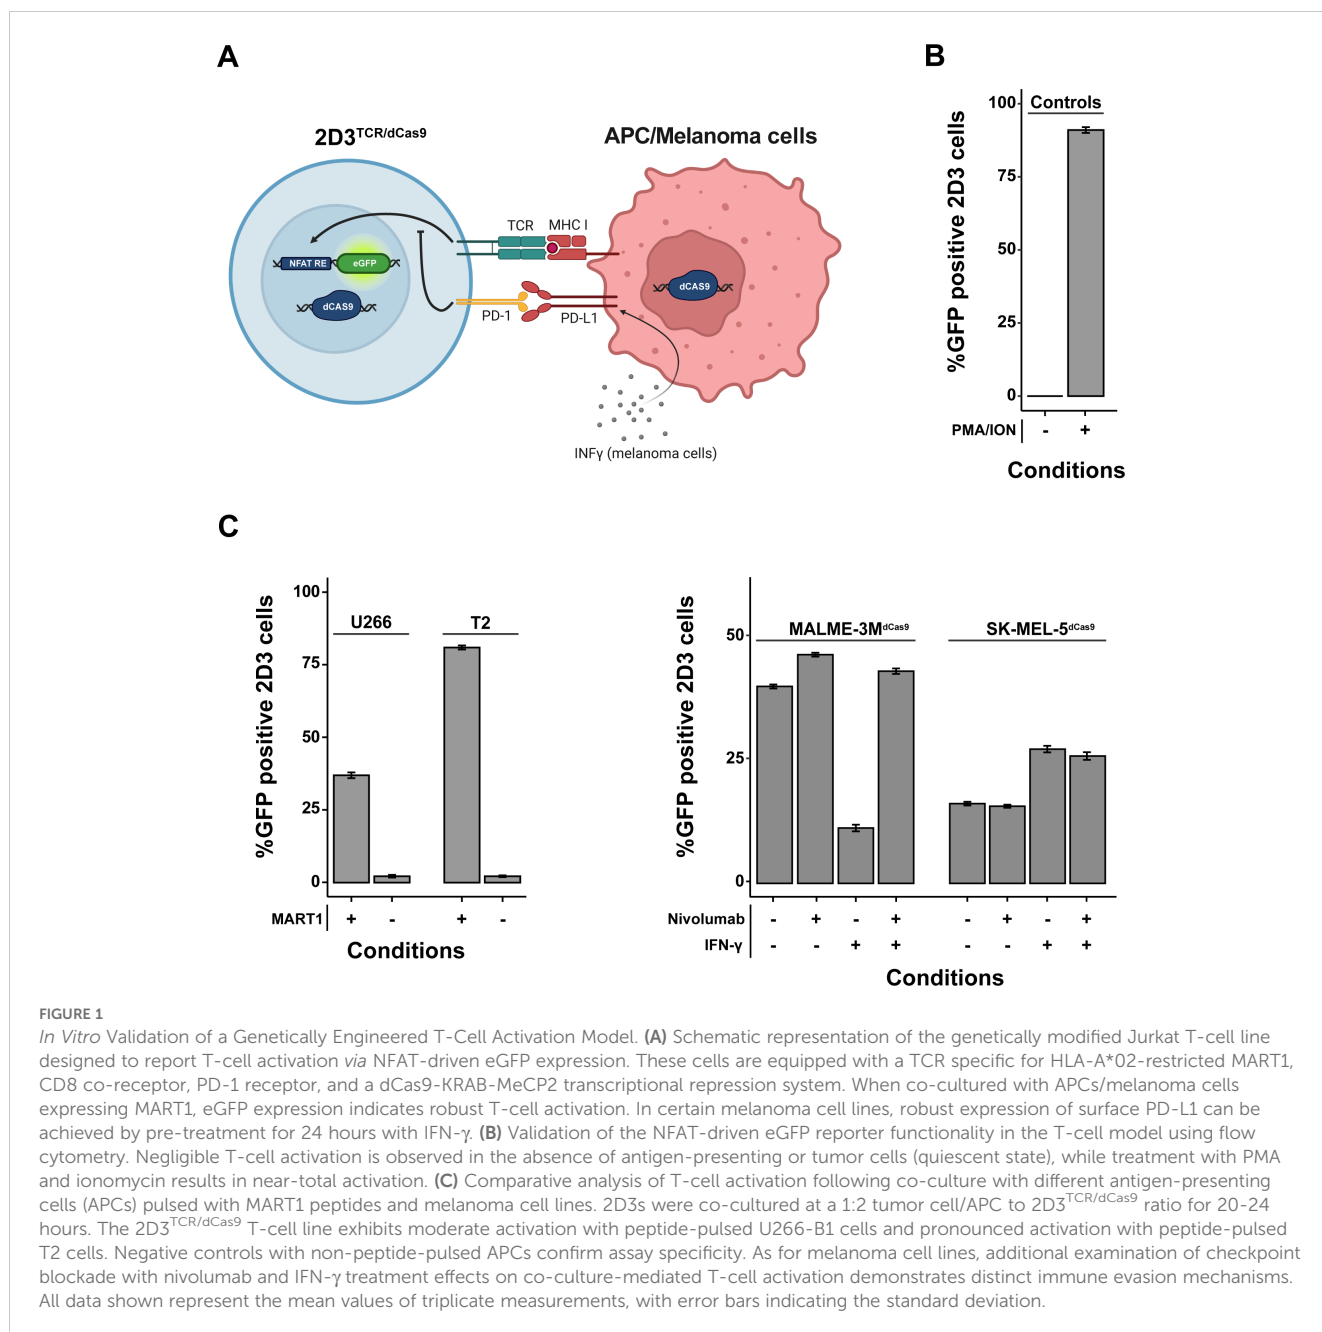 A
2D3TCR/dCas9
APC/Melanoma cells
TCR
MHC I
NFAT RE
eGFP
dCAS9
dCAS9
PD-1
PD-L1
INFγ (melanoma cells)
B
%GFP positive 2D3 cells
100
75
50
25
0
Controls
PMA/ION
-
+
Conditions
C
%GFP positive 2D3 cells
100
75
50
25
0
U266
T2
MART1
+
-
+
-
Conditions
%GFP positive 2D3 cells
50
25
0
MALME-3MdCas9
SK-MEL-5dCas9
Nivolumab
- + - + - + - +
IFN-γ
- - + + - - + +
Conditions
FIGURE 1
In Vitro Validation of a Genetically Engineered T-Cell Activation Model. (A) Schematic representation of the genetically modified Jurkat T-cell line
designed to report T-cell activation via NFAT-driven eGFP expression. These cells are equipped with a TCR specific for HLA-A*02-restricted MART1,
CD8 co-receptor, PD-1 receptor, and a dCas9-KRAB-MeCP2 transcriptional repression system. When co-cultured with APCs/melanoma cells
expressing MART1, eGFP expression indicates robust T-cell activation. In certain melanoma cell lines, robust expression of surface PD-L1 can be
achieved by pre-treatment for 24 hours with IFN-γ. (B) Validation of the NFAT-driven eGFP reporter functionality in the T-cell model using flow
cytometry. Negligible T-cell activation is observed in the absence of antigen-presenting or tumor cells (quiescent state), while treatment with PMA
and ionomycin results in near-total activation. (C) Comparative analysis of T-cell activation following co-culture with different antigen-presenting
cells (APCs) pulsed with MART1 peptides and melanoma cell lines. 2D3s were co-cultured at a 1:2 tumor cell/APC to 2D3TCR/dCas9 ratio for 20-24
hours. The 2D3TCR/dCas9 T-cell line exhibits moderate activation with peptide-pulsed U266-B1 cells and pronounced activation with peptide-pulsed
T2 cells. Negative controls with non-peptide-pulsed APCs confirm assay specificity. As for melanoma cell lines, additional examination of checkpoint
blockade with nivolumab and IFN-γ treatment effects on co-culture-mediated T-cell activation demonstrates distinct immune evasion mechanisms.
All data shown represent the mean values of triplicate measurements, with error bars indicating the standard deviation.